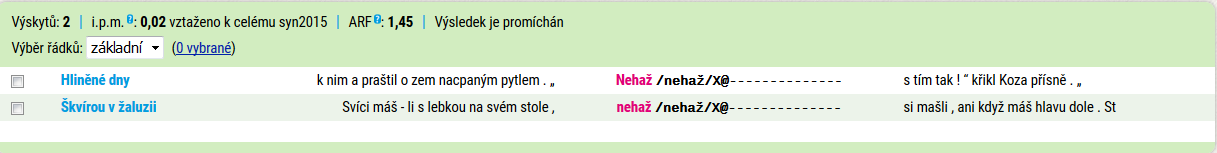 Výskytů: 2 | i.p.m. ?: 0,02 vztaženo k celému syn2015 | ARF ?: 1,45 | Výsledek je promíchán
Výběr řádků: základní (0 vybrané)
Hliněné dny k nim a praštil o zem nacpaným pytlem . „ Nehaž /nehaž/X@-------------- s tím tak ! “ křikl Koza přísně . „
Škvírou v žaluzii Svíci máš - li s lebkou na svém stole , nehaž /nehaž/X@-------------- si mašli , ani když máš hlavu dole . St